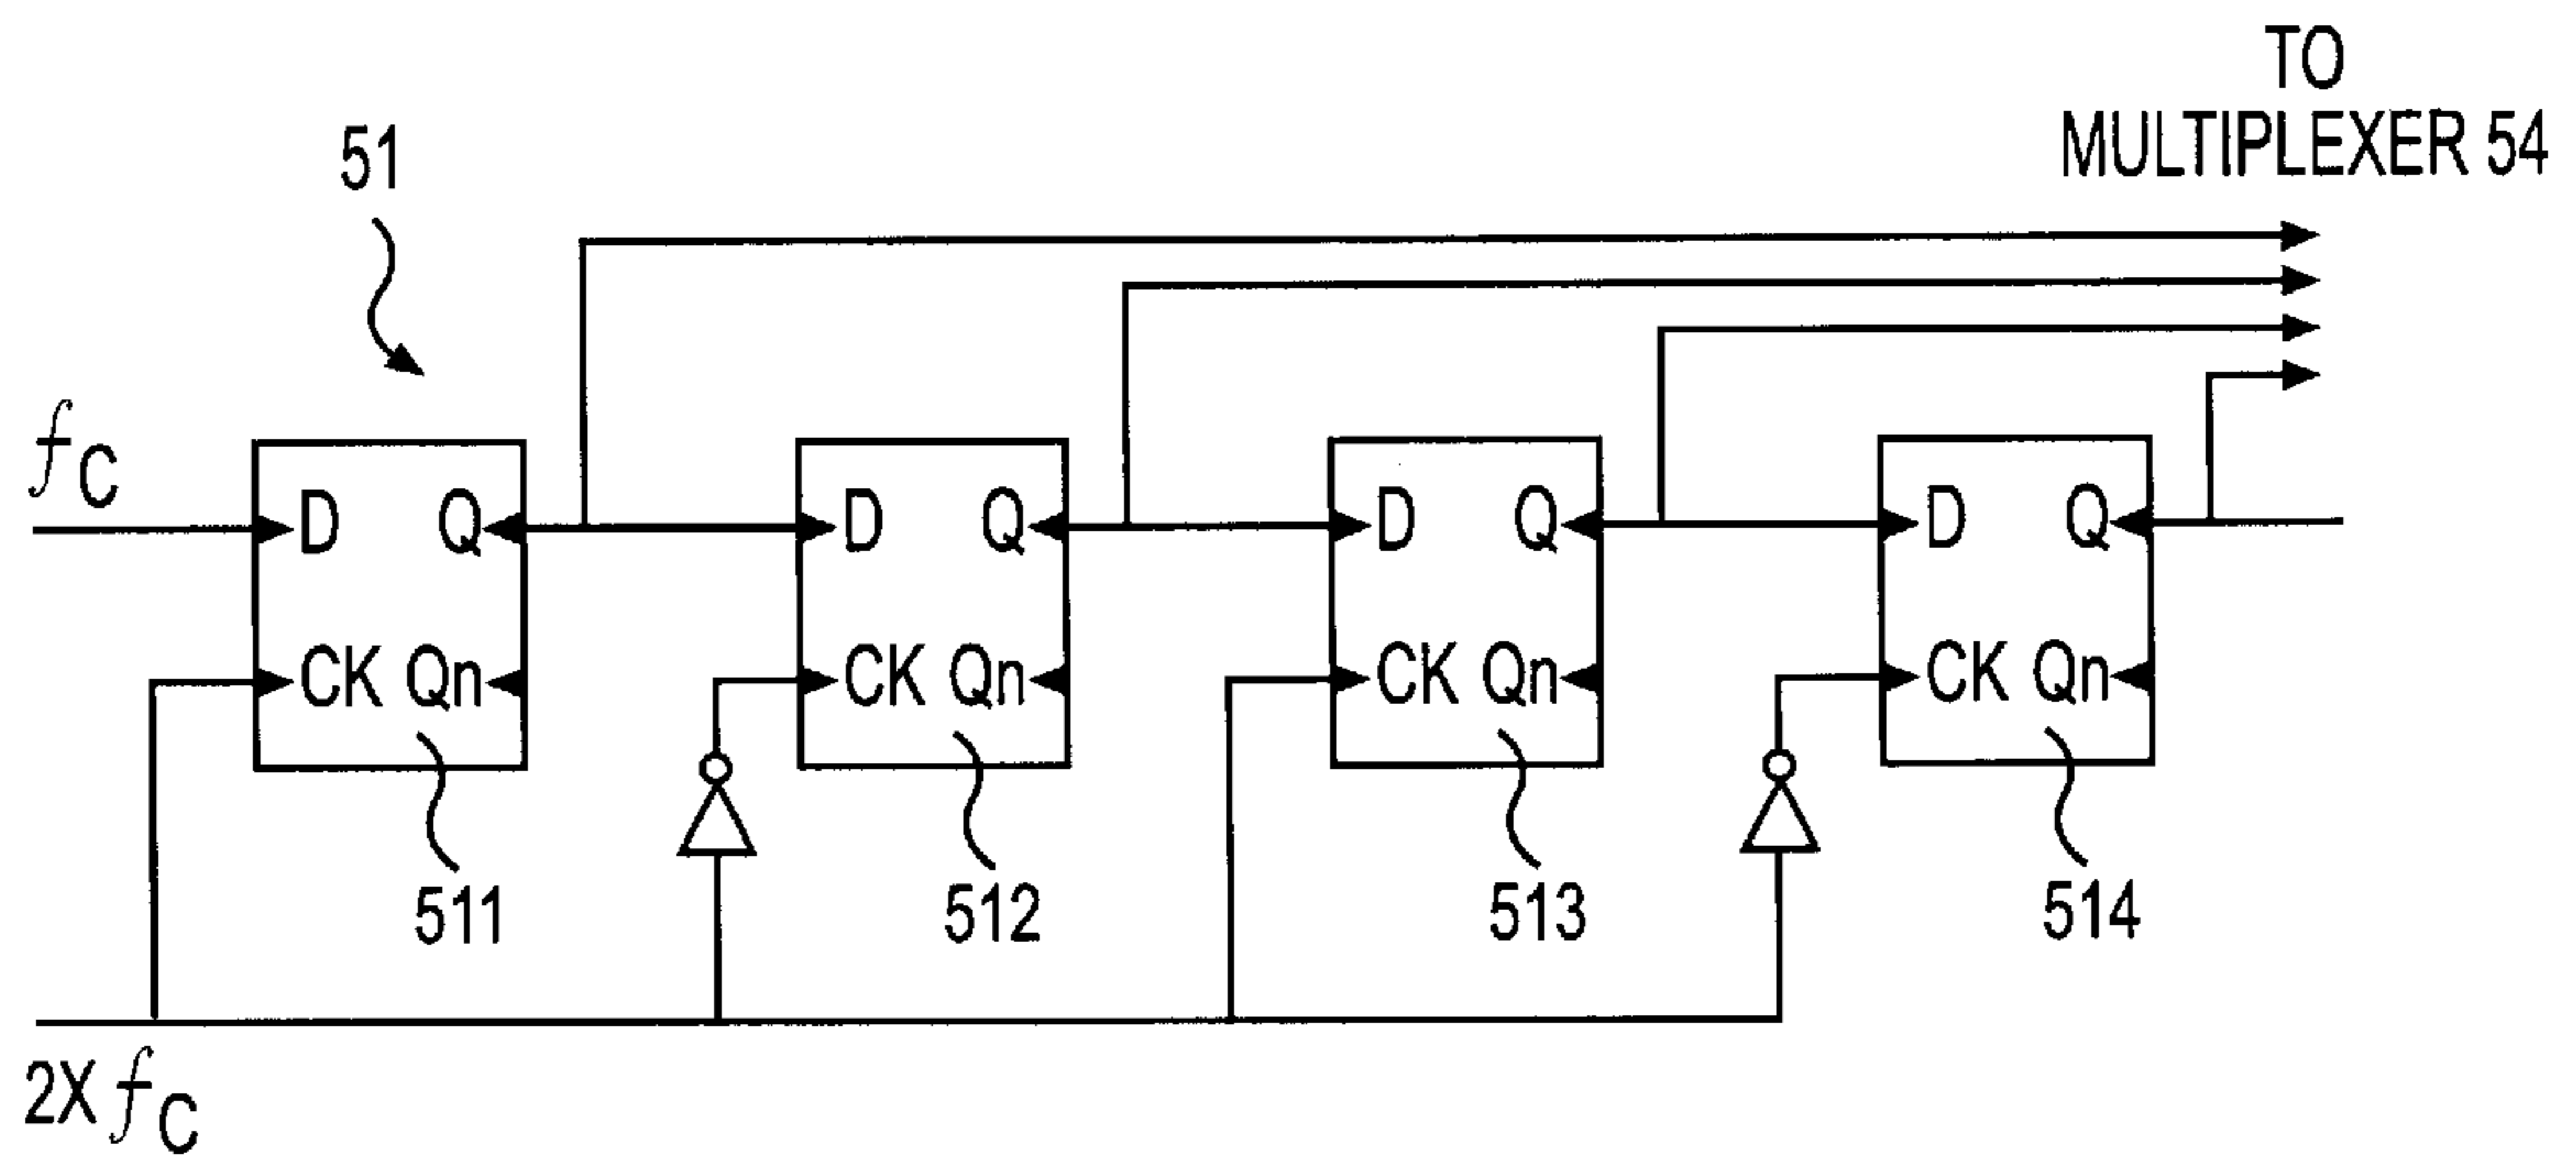 TO
MULTIPLEXER 54
51
fC
D Q
D Q
D Q
D Q
CK Qn
CK Qn
CK Qn
CK Qn
511
512
513
514
2X fC